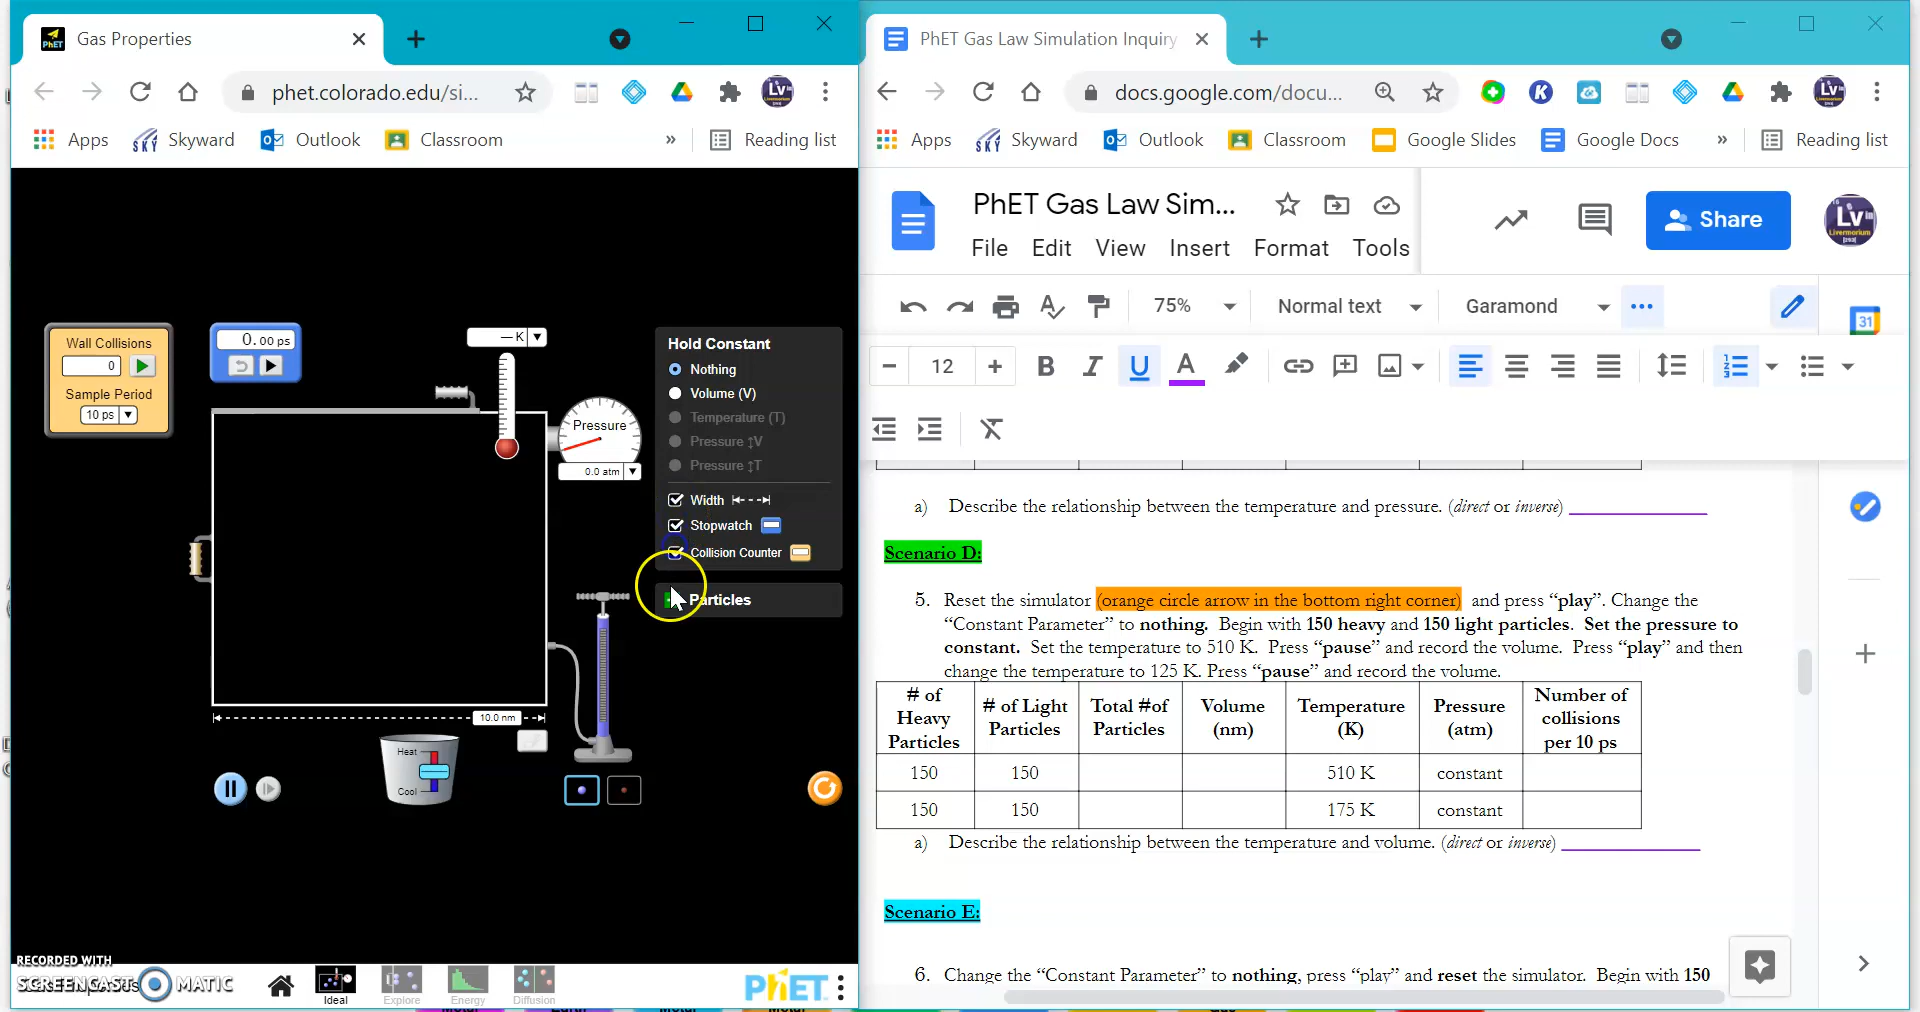 Gas Properties
phet.colorado.edu/si...
Apps
Skyward
Outlook
Classroom
»
Reading list
Wall Collisions
0
Sample Period
10 ps
0.00 ps
— K
Pressure
0.0 atm
Hold Constant
Nothing
Volume (V)
Temperature (T)
Pressure ↕V
Pressure ↕T
Width
Stopwatch
Collision Counter
Particles
10.0 nm
Heat
Cool
RECORDED WITH
SCREENCAST MATIC
Ideal
Explore
Energy
Diffusion
PhET
PhET Gas Law Simulation Inquiry
docs.google.com/docu...
Apps
Skyward
Outlook
Classroom
Google Slides
Google Docs
»
Reading list
PhET Gas Law Sim...
Share
File Edit View Insert Format Tools
75%
Normal text
Garamond
12
31
a) Describe the relationship between the temperature and pressure. (direct or inverse)
Scenario D:
5. Reset the simulator (orange circle arrow in the bottom right corner) and press “play”. Change the
“Constant Parameter” to nothing. Begin with 150 heavy and 150 light particles. Set the pressure to
constant. Set the temperature to 510 K. Press “pause” and record the volume. Press “play” and then
change the temperature to 125 K. Press “pause” and record the volume.
# of Heavy Particles
# of Light Particles
Total #of Particles
Volume (nm)
Temperature (K)
Pressure (atm)
Number of collisions per 10 ps
150 150 510 K constant
150 150 175 K constant
a) Describe the relationship between the temperature and volume. (direct or inverse)
Scenario E:
6. Change the “Constant Parameter” to nothing, press “play” and reset the simulator. Begin with 150